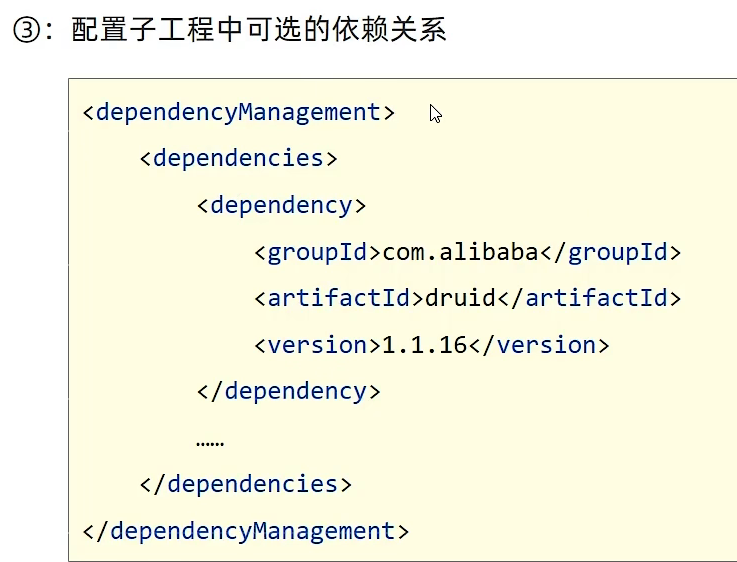 ③：配置子工程中可选的依赖关系
<dependencyManagement>
    <dependencies>
        <dependency>
            <groupId>com.alibaba</groupId>
            <artifactId>druid</artifactId>
            <version>1.1.16</version>
        </dependency>
        ……
    </dependencies>
</dependencyManagement>